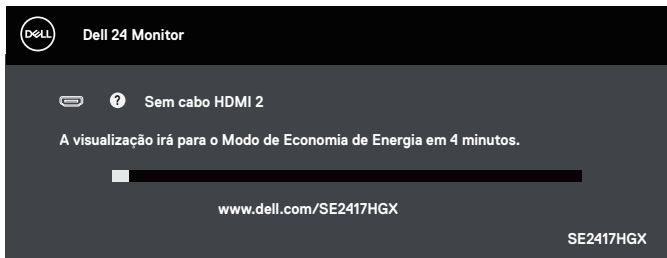 DELL
Dell 24 Monitor
? Sem cabo HDMI 2
A visualização irá para o Modo de Economia de Energia em 4 minutos.
www.dell.com/SE2417HGX
SE2417HGX